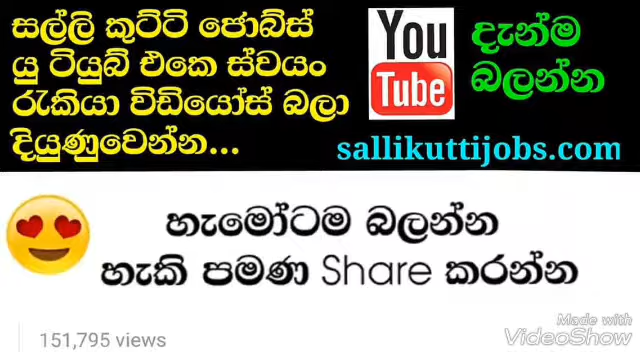 සල්ලි කුට්ටි ජොබ්ස්
යූ ටියුබ් එකෙ ස්වයං
රැකියා විඩියෝස් බලා
දියුණුවෙන්න...
You
Tube
දැන්ම
බලන්න
sallikuttijobs.com
හැමෝටම බලන්න
හැකි පමණ Share කරන්න
151,795 views
Made with
VideoShow